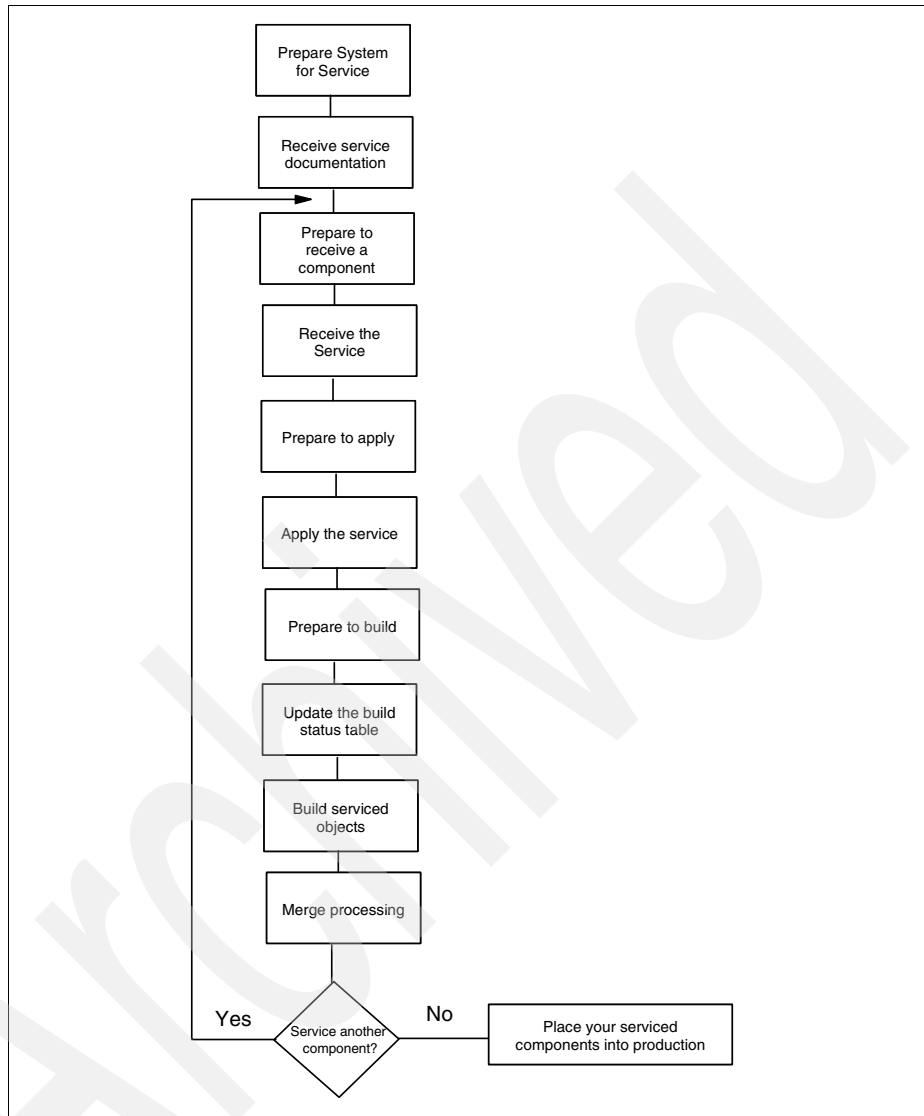 Prepare System
for Service
Receive service
documentation
Prepare to
receive a
component
Receive the
Service
Prepare to apply
Apply the service
Prepare to build
Update the build
status table
Build serviced
objects
Merge processing
Service another
component?
Yes
No
Place your serviced
components into production
Archived